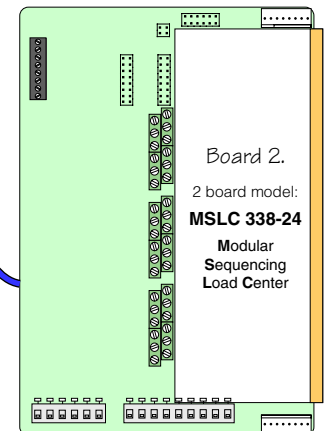 Board 2.
2 board model:
MSLC 338-24
Modular
Sequencing
Load Center